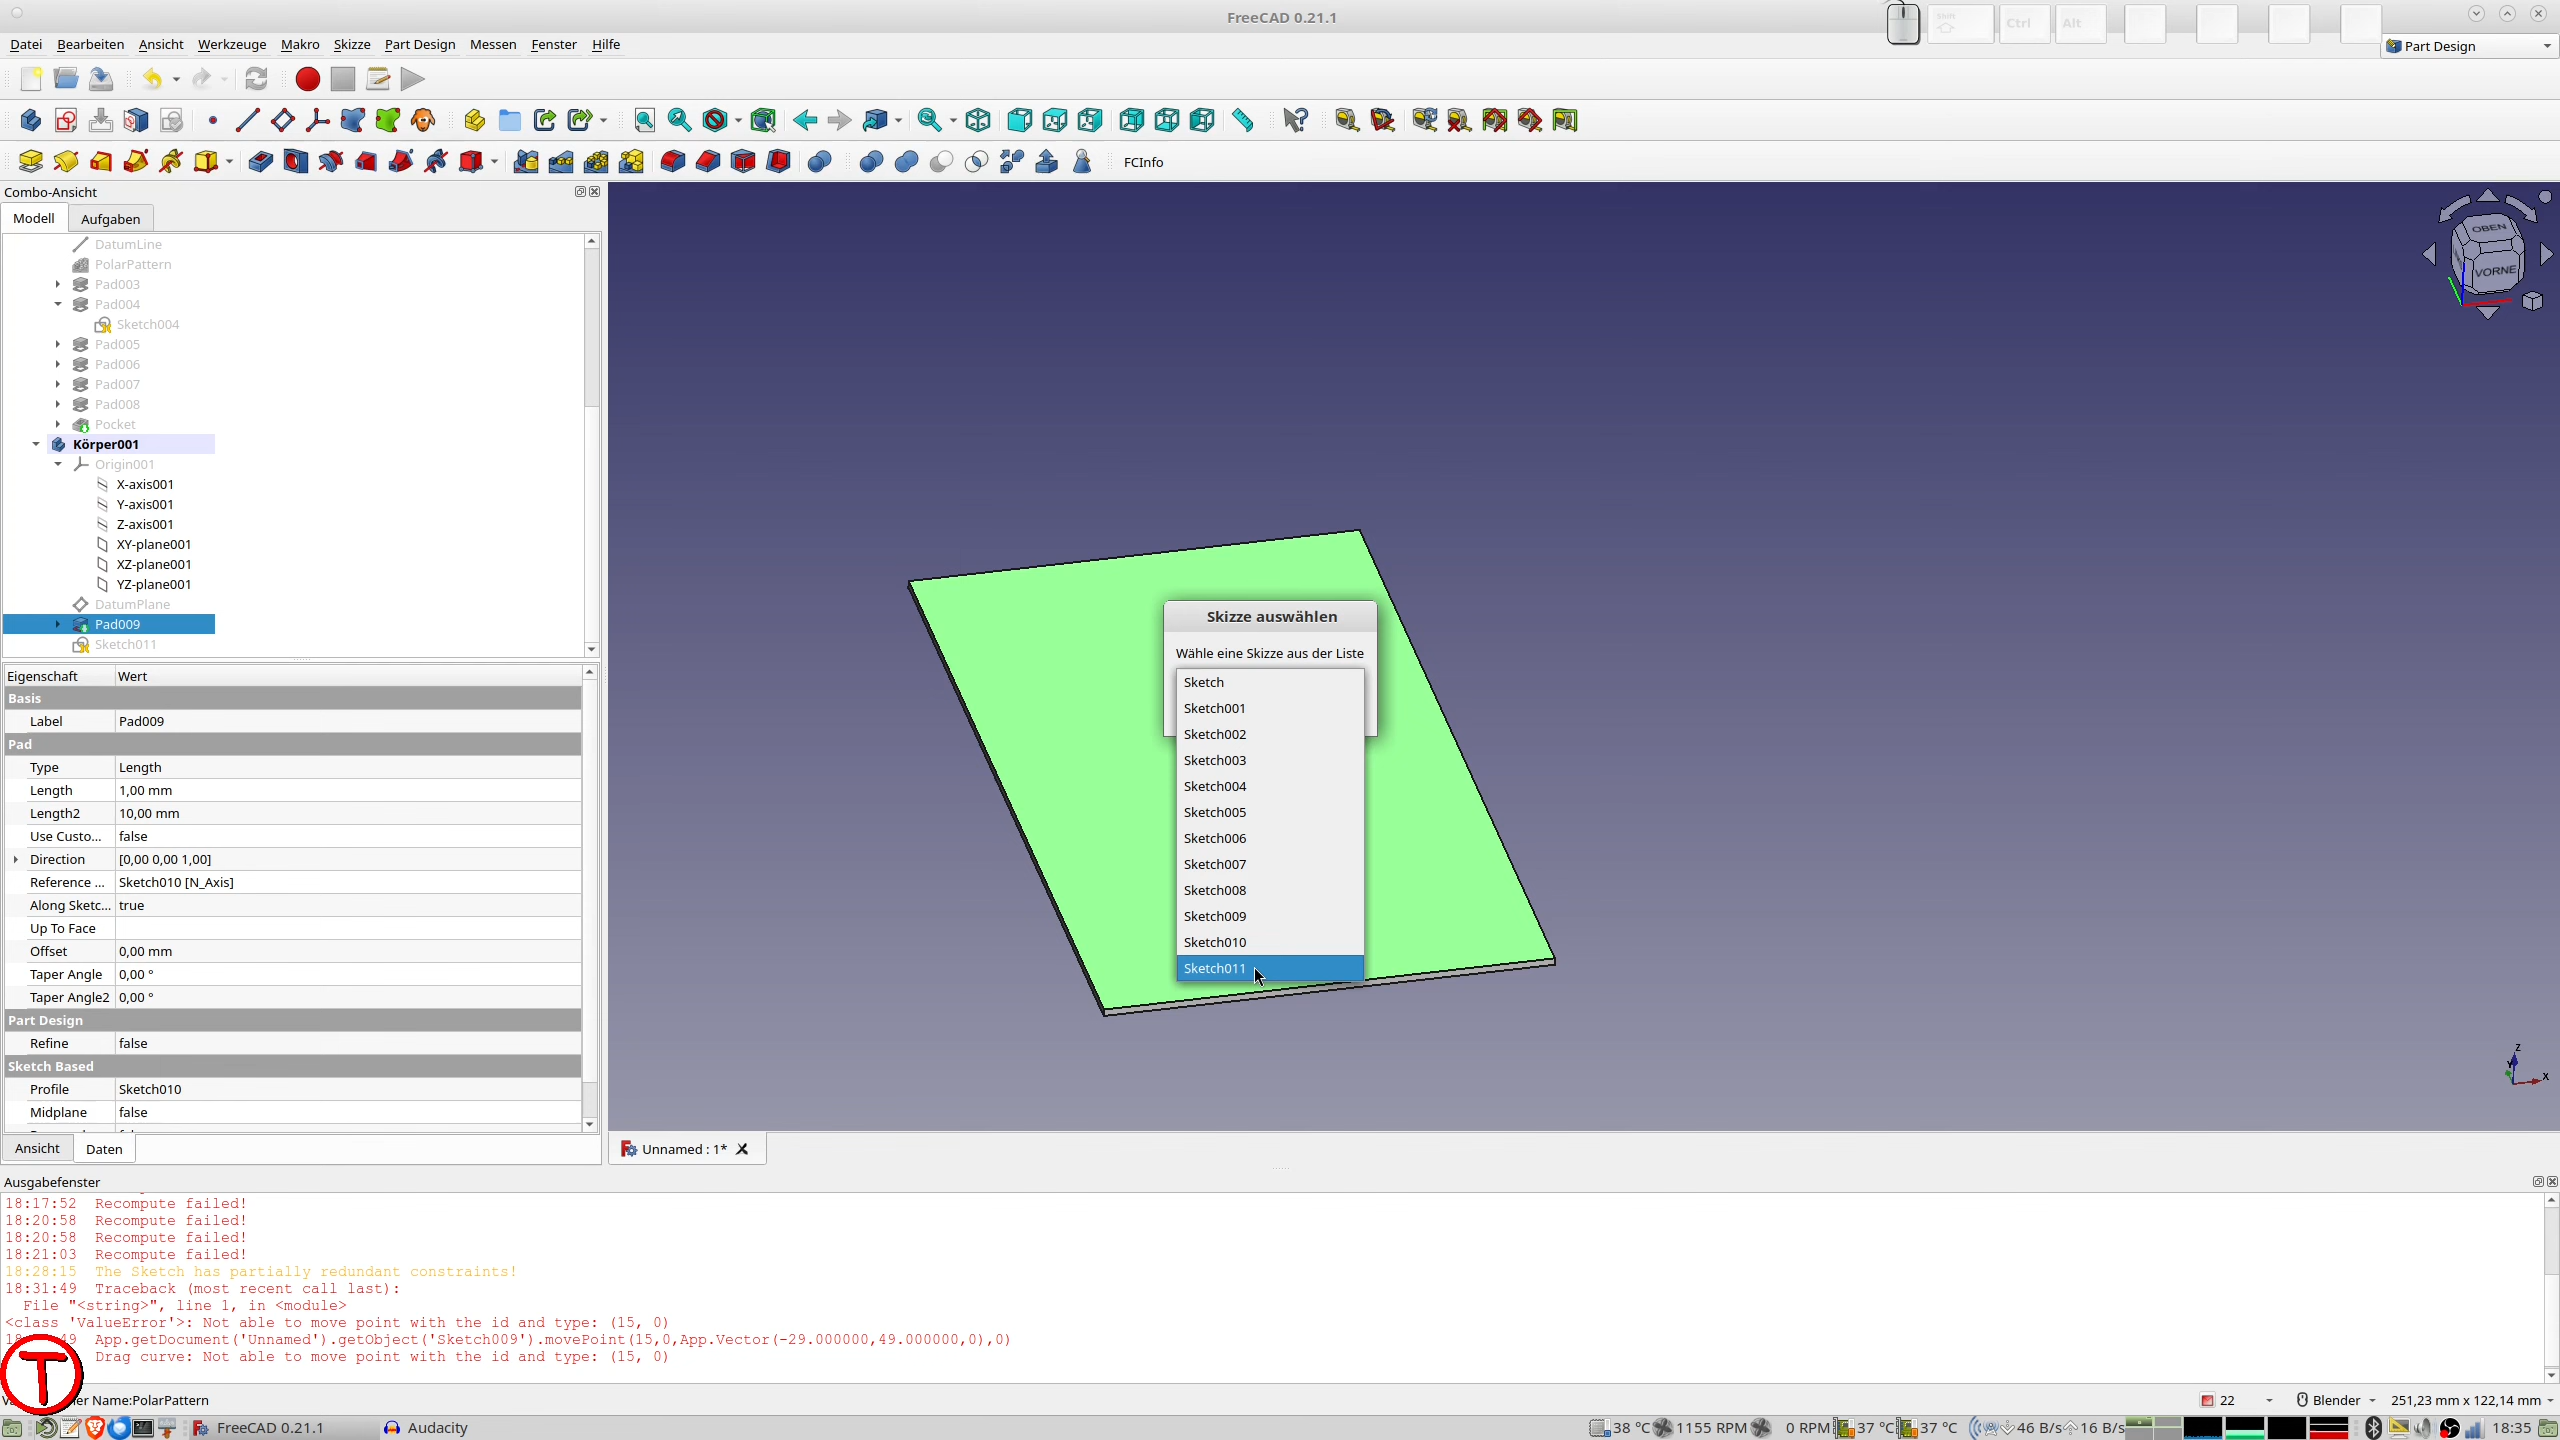 FreeCAD 0.21.1
Shift
Ctrl
Alt
Datei Bearbeiten Ansicht Werkzeuge Makro Skizze Part Design Messen Fenster Hilfe
Part Design
FCInfo
Combo-Ansicht
Modell Aufgaben
DatumLine
PolarPattern
Pad003
Pad004
Sketch004
Pad005
Pad006
Pad007
Pad008
Pocket
Körper001
Origin001
X-axis001
Y-axis001
Z-axis001
XY-plane001
XZ-plane001
YZ-plane001
DatumPlane
Pad009
Sketch011
Eigenschaft Wert
Basis
Label Pad009
Pad
Type Length
Length 1,00 mm
Length2 10,00 mm
Use Custo... false
Direction [0,00 0,00 1,00]
Reference ... Sketch010 [N_Axis]
Along Sketc... true
Up To Face
Offset 0,00 mm
Taper Angle 0,00 °
Taper Angle2 0,00 °
Part Design
Refine false
Sketch Based
Profile Sketch010
Midplane false
Ansicht Daten
OBEN
VORNE
Skizze auswählen
Wähle eine Skizze aus der Liste
Sketch
Sketch001
Sketch002
Sketch003
Sketch004
Sketch005
Sketch006
Sketch007
Sketch008
Sketch009
Sketch010
Sketch011
Z
Y
X
Unnamed : 1*
Ausgabefenster
18:17:52 Recompute failed!
18:20:58 Recompute failed!
18:20:58 Recompute failed!
18:21:03 Recompute failed!
18:28:15 The Sketch has partially redundant constraints!
18:31:49 Traceback (most recent call last):
File "<string>", line 1, in <module>
<class 'ValueError'>: Not able to move point with the id and type: (15, 0)
49 App.getDocument('Unnamed').getObject('Sketch009').movePoint(15,0,App.Vector(-29.000000,49.000000,0),0)
Drag curve: Not able to move point with the id and type: (15, 0)
T
er Name:PolarPattern
22
Blender
251,23 mm x 122,14 mm
FreeCAD 0.21.1
Audacity
38 °C 1155 RPM 0 RPM 37 °C 37 °C 46 B/s 16 B/s
18:35